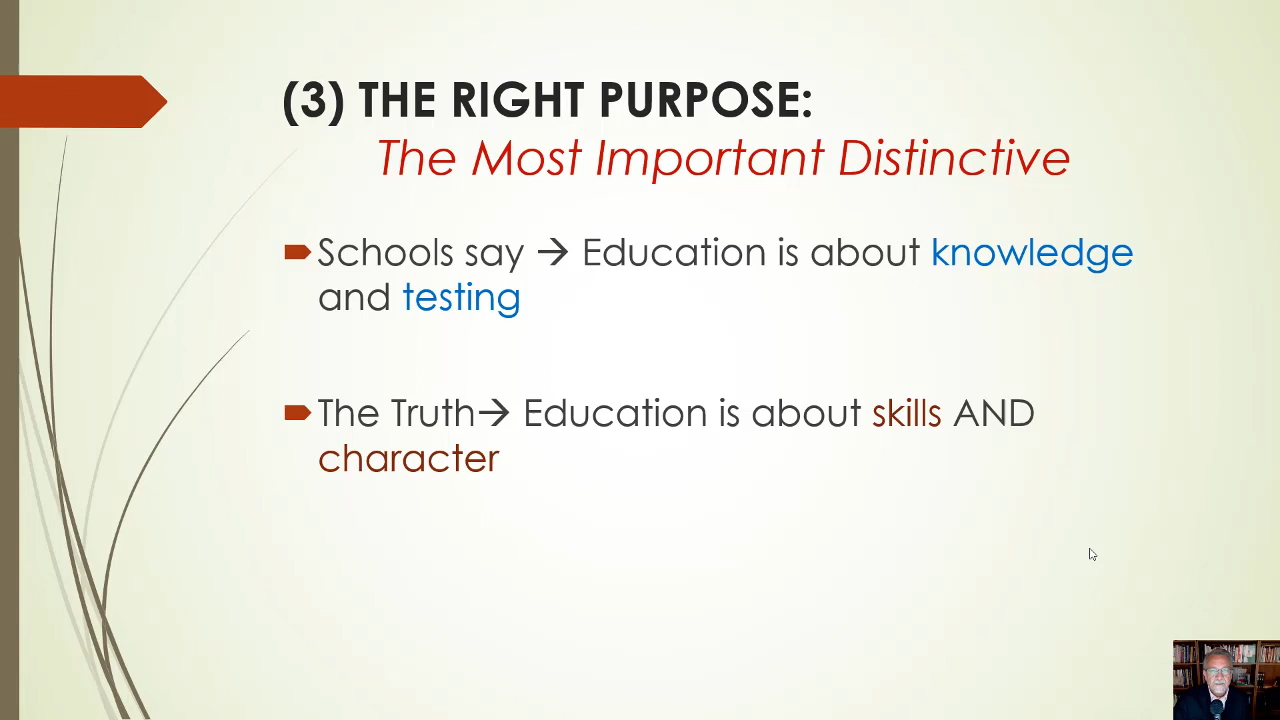 (3) THE RIGHT PURPOSE:
The Most Important Distinctive
Schools say → Education is about knowledge
and testing
The Truth→ Education is about skills AND
character